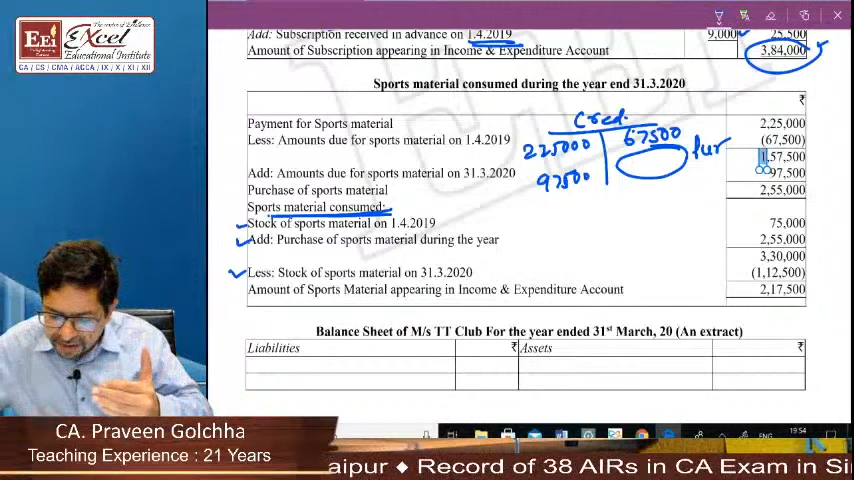 The centre of Excellence
EEi
EXcel
Educational Institute
CA / CS / CMA / ACCA / IX / X / XI / XII
Add: Subscription received in advance on 1.4.2019 9,000 25,500
Amount of Subscription appearing in Income & Expenditure Account 3,84,000
Sports material consumed during the year end 31.3.2020
₹
Payment for Sports material 2,25,000
Less: Amounts due for sports material on 1.4.2019 (67,500)
1,57,500
Add: Amounts due for sports material on 31.3.2020 97,500
Purchase of sports material 2,55,000
Sports material consumed:
Stock of sports material on 1.4.2019 75,000
Add: Purchase of sports material during the year 2,55,000
3,30,000
Less: Stock of sports material on 31.3.2020 (1,12,500)
Amount of Sports Material appearing in Income & Expenditure Account 2,17,500
Cred.
225000 67500
97500 Pur
Balance Sheet of M/s TT Club For the year ended 31st March, 20 (An extract)
Liabilities ₹ Assets ₹
ENG 19:54
CA. Praveen Golchha
Teaching Experience : 21 Years
aipur ◆ Record of 38 AIRs in CA Exam in Si